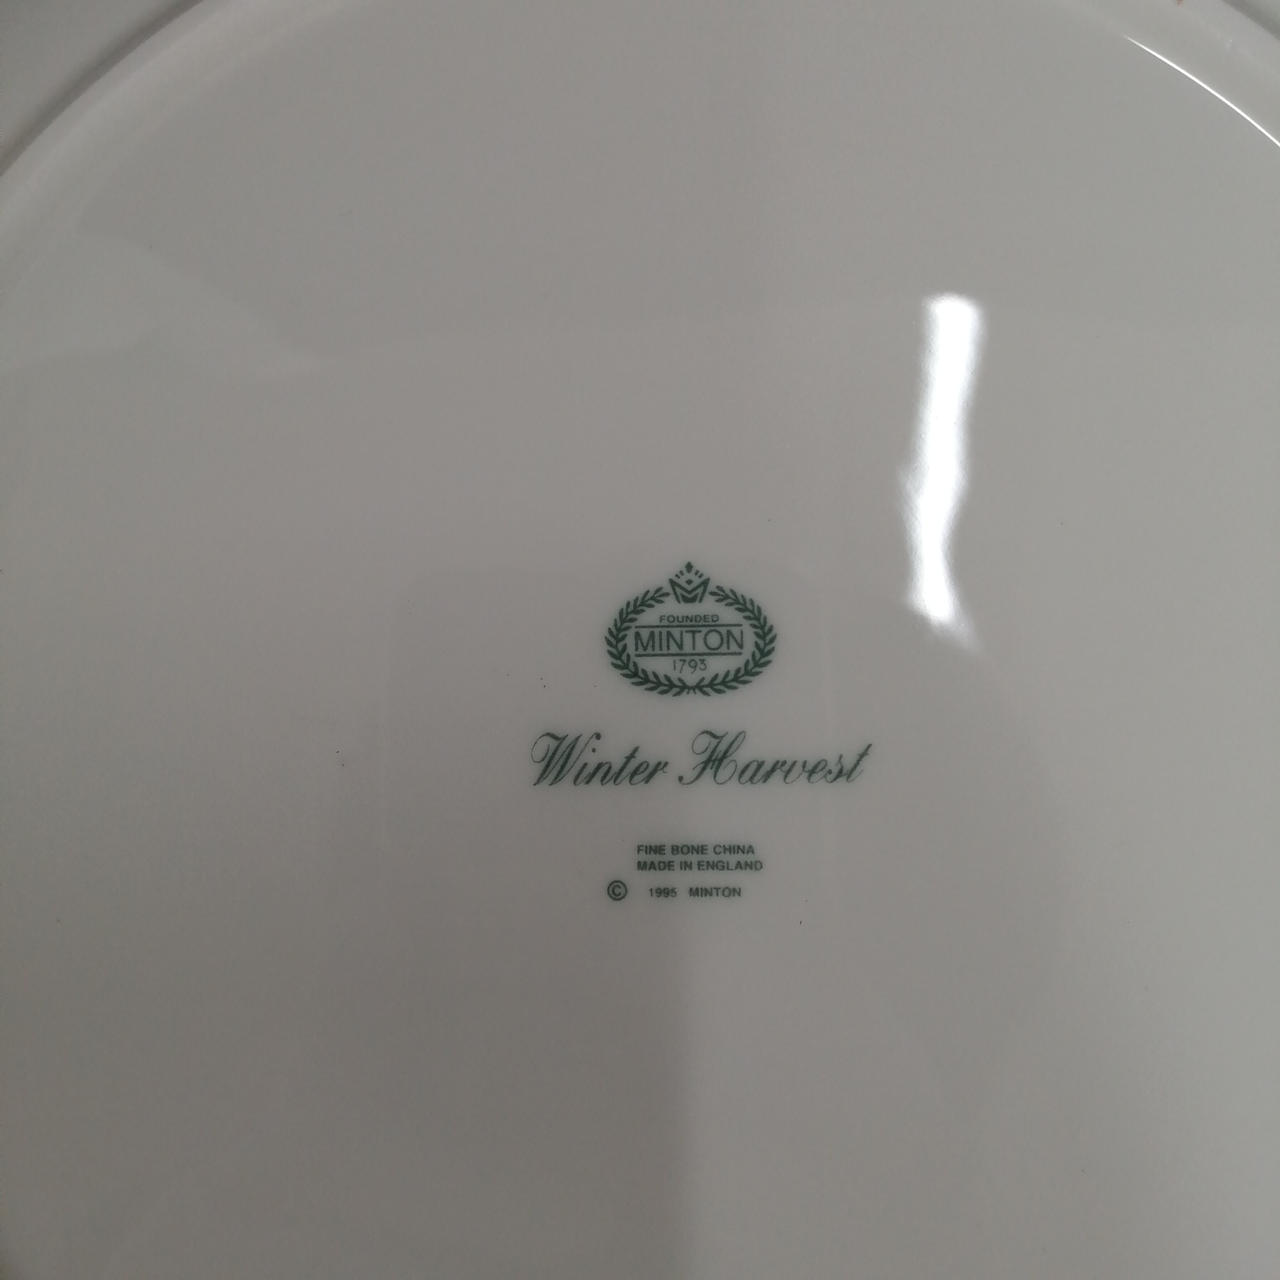 FOUNDED
MINTON
1793
Winter Harvest
FINE BONE CHINA
MADE IN ENGLAND
© 1995 MINTON